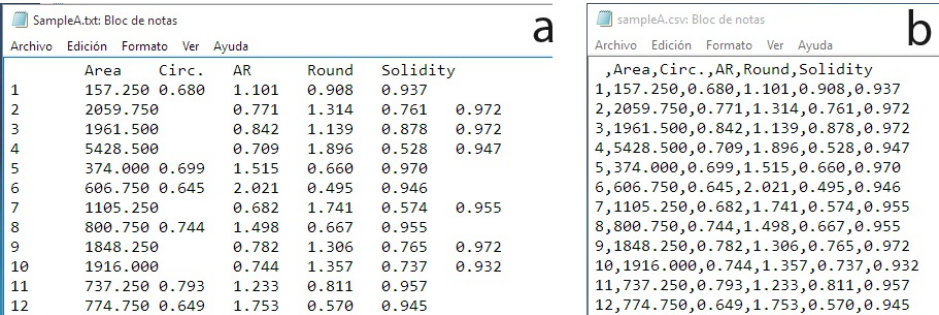 SampleA.txt: Bloc de notas
a
Archivo Edición Formato Ver Ayuda
Area Circ. AR Round Solidity
1 157.250 0.680 1.101 0.908 0.937
2 2059.750 0.771 1.314 0.761 0.972
3 1961.500 0.842 1.139 0.878 0.972
4 5428.500 0.709 1.896 0.528 0.947
5 374.000 0.699 1.515 0.660 0.970
6 606.750 0.645 2.021 0.495 0.946
7 1105.250 0.682 1.741 0.574 0.955
8 800.750 0.744 1.498 0.667 0.955
9 1848.250 0.782 1.306 0.765 0.972
10 1916.000 0.744 1.357 0.737 0.932
11 737.250 0.793 1.233 0.811 0.957
12 774.750 0.649 1.753 0.570 0.945
sampleA.csv: Bloc de notas
b
Archivo Edición Formato Ver Ayuda
,Area,Circ.,AR,Round,Solidity
1,157.250,0.680,1.101,0.908,0.937
2,2059.750,0.771,1.314,0.761,0.972
3,1961.500,0.842,1.139,0.878,0.972
4,5428.500,0.709,1.896,0.528,0.947
5,374.000,0.699,1.515,0.660,0.970
6,606.750,0.645,2.021,0.495,0.946
7,1105.250,0.682,1.741,0.574,0.955
8,800.750,0.744,1.498,0.667,0.955
9,1848.250,0.782,1.306,0.765,0.972
10,1916.000,0.744,1.357,0.737,0.932
11,737.250,0.793,1.233,0.811,0.957
12,774.750,0.649,1.753,0.570,0.945